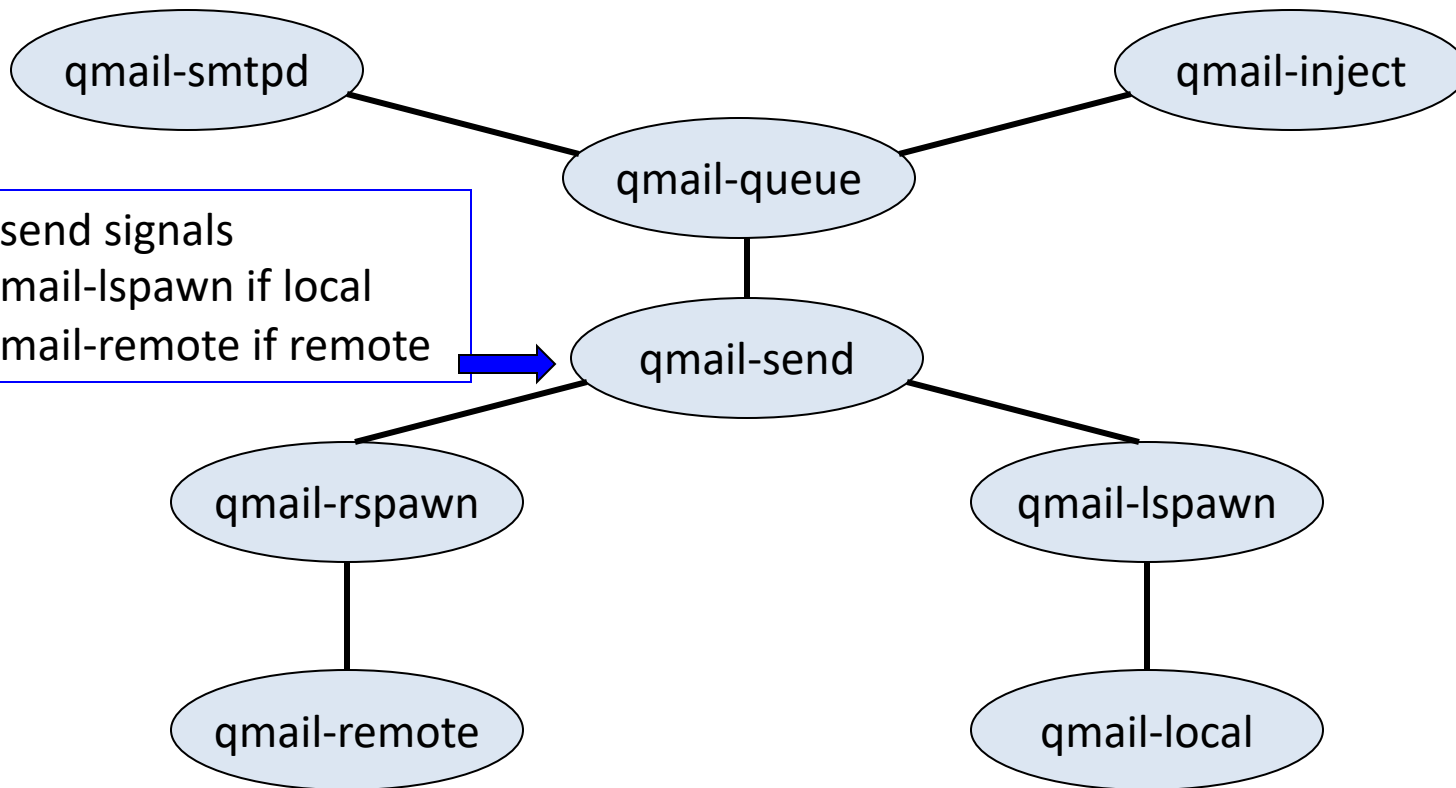 qmail-smtpd
qmail-inject
qmail-queue
send signals
mail-lspawn if local
mail-remote if remote
qmail-send
qmail-rspawn
qmail-lspawn
qmail-remote
qmail-local